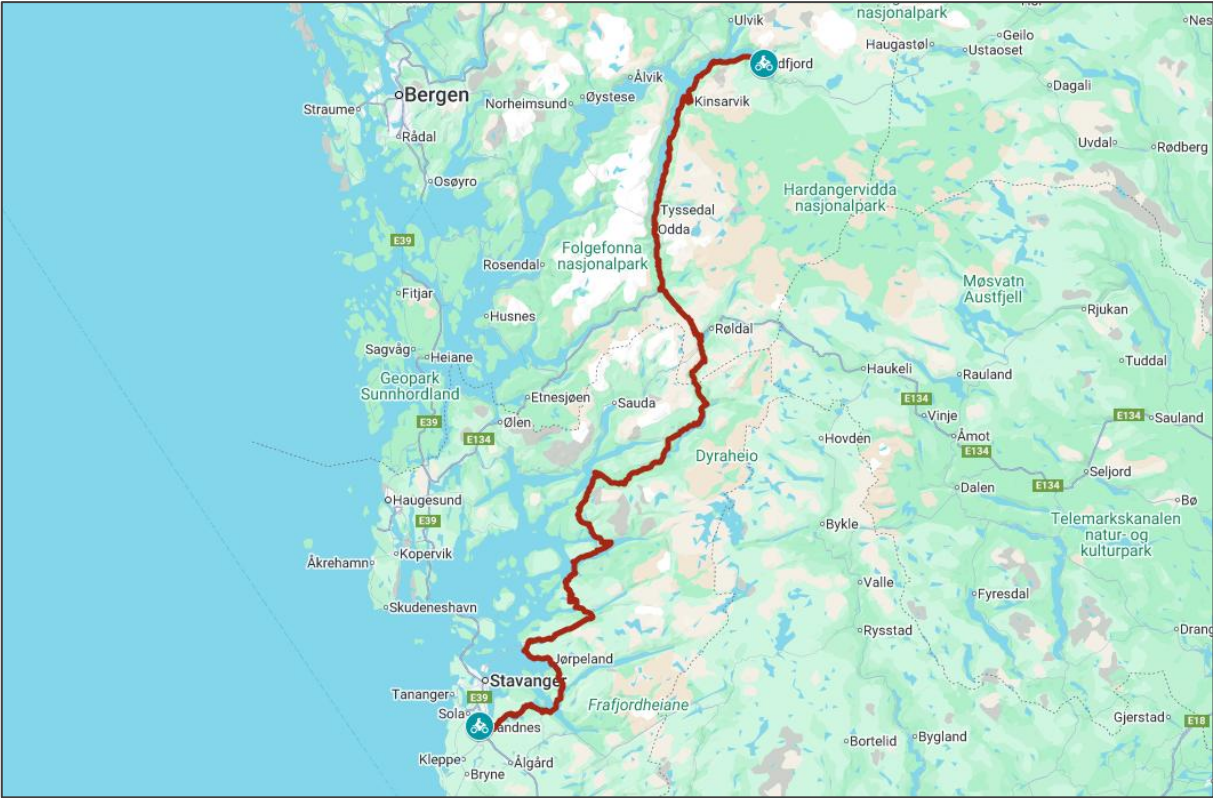 Ulvik
nasjonalpark
Nes
Geilo
Haugastøl
Ustaoset
dfjord
Ålvik
Dagali
Bergen
Norheimsund
Øystese
Straume
Kinsarvik
Rådal
Uvdal
Rødberg
Osøyro
Hardangervidda
nasjonalpark
Tyssedal
Odda
E39
Folgefonna
nasjonalpark
Rosendal
Møsvatn
Austfjell
Fitjar
Rjukan
Husnes
Røldal
Sagvåg
Heiane
Tuddal
Haukeli
Rauland
Geopark
Sunnhordland
Etnesjøen
Sauda
E134
Vinje
E134
Sauland
E39
Ølen
E134
Hovden
Åmot
E134
Dyraheio
Seljord
Dalen
E134
Bø
Haugesund
E39
Bykle
Telemarkskanalen
natur- og
kulturpark
Kopervik
Åkrehamn
Valle
Fyresdal
Skudeneshavn
Rysstad
Drang
Jørpeland
Stavanger
Tananger
E39
Frafjordheiane
Sola
andnes
Gjerstad
E18
Bortelid
Bygland
Kleppe
Ålgård
Bryne